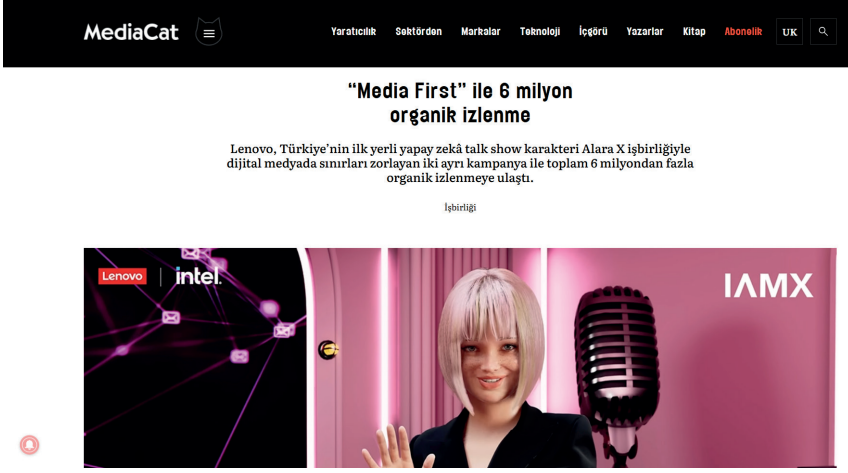 MediaCat
Yaratıcılık Sektörden Markalar Teknoloji İçgörü Yazarlar Kitap Abonelik UK
“Media First” ile 6 milyon
organik izlenme
Lenovo, Türkiye’nin ilk yerli yapay zekâ talk show karakteri Alara X işbirliğiyle
dijital medyada sınırları zorlayan iki ayrı kampanya ile toplam 6 milyondan fazla
organik izlenmeye ulaştı.
İşbirliği
Lenovo intel.
IAMX